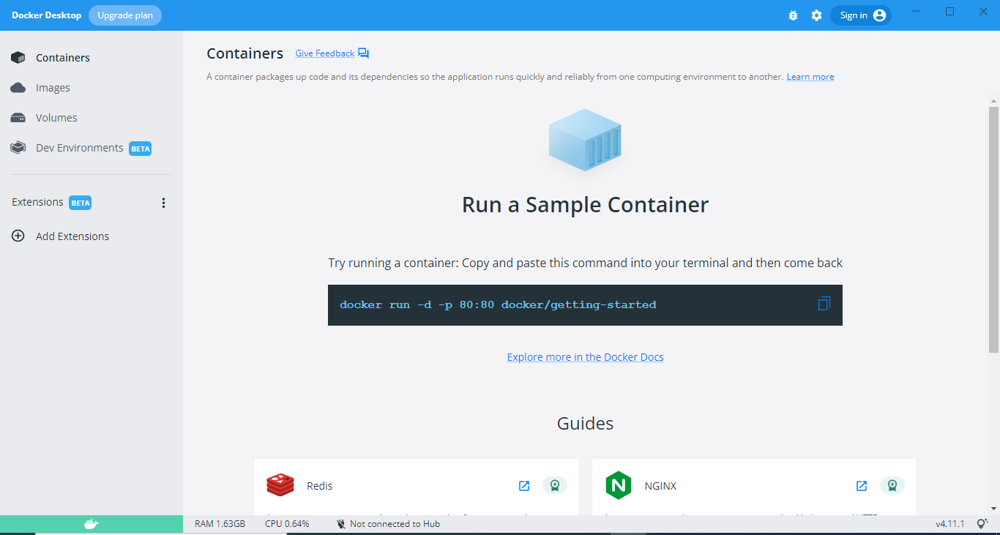 Docker Desktop Upgrade plan Sign in
Containers
Images
Volumes
Dev Environments BETA
Extensions BETA
Add Extensions
Containers Give Feedback
A container packages up code and its dependencies so the application runs quickly and reliably from one computing environment to another. Learn more
Run a Sample Container
Try running a container: Copy and paste this command into your terminal and then come back
docker run -d -p 80:80 docker/getting-started
Explore more in the Docker Docs
Guides
Redis
N NGINX
RAM 1.63GB CPU 0.64% Not connected to Hub v4.11.1